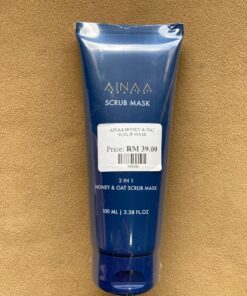 AINAA
SCRUB MASK
AINAA HONEY & OAT
SCRUB MASK
Price: RM 39.00
2 IN 1
HONEY & OAT SCRUB MASK
100 ML | 3.38 FL.OZ